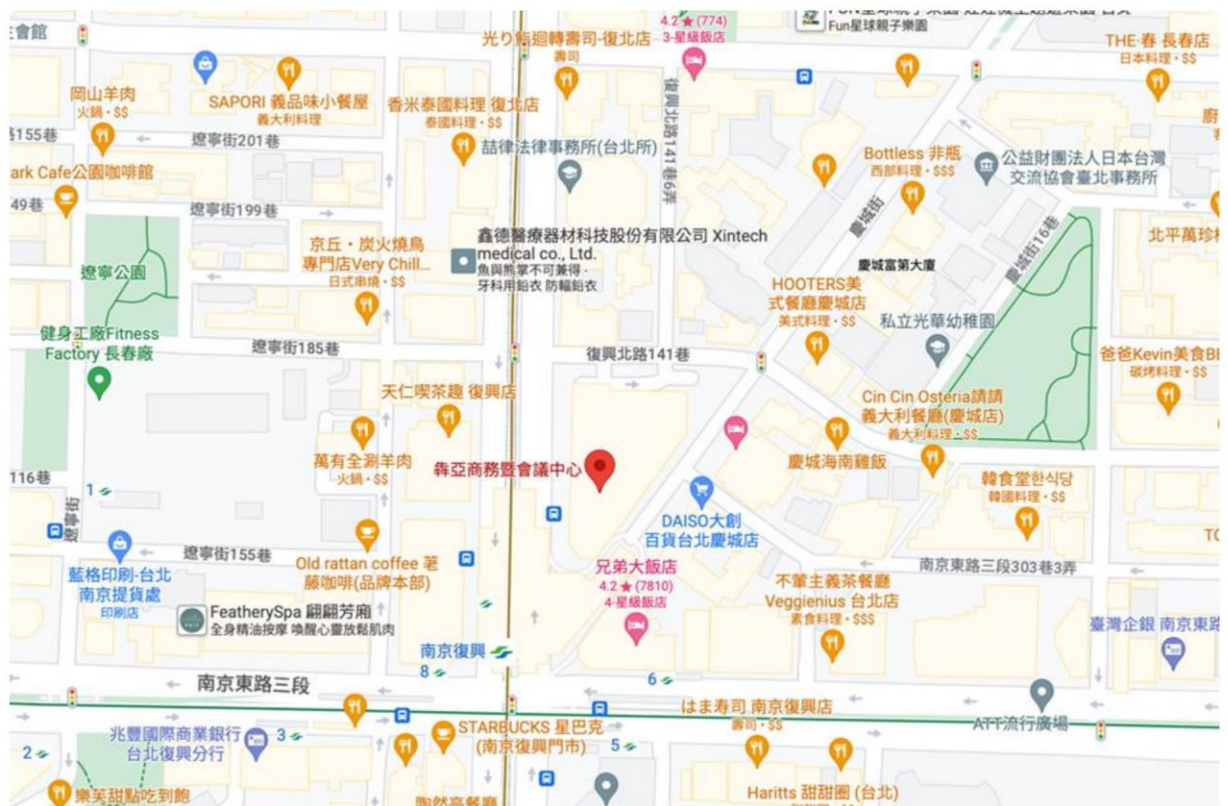 4.2 ★ (774)
3-星級飯店
Fun星球親子樂園
光り鮨迴轉壽司-復北店
壽司
THE·春 長春店
日本料理·$$
岡山羊肉
火鍋·$$
SAPORI 義品味小餐屋
義大利料理
香米泰國料理 復北店
泰國料理·$$
復興北路141巷6弄
155巷
遼寧街201巷
喆律法律事務所(台北所)
Bottless 非瓶
西部料理·$$$
公益財團法人日本台灣
交流協會臺北事務所
ark Cafe公園咖啡館
49巷
遼寧街199巷
慶城街
慶城街16巷
遼寧公園
京丘·炭火燒鳥
專門店Very Chill...
日式串燒·$$
鑫德醫療器材科技股份有限公司 Xintech
medical co., Ltd.
魚與熊掌不可兼得 -
牙科用鉛衣 防輻鉛衣
慶城富第大廈
北平萬珍
HOOTERS美
式餐廳慶城店
美式料理·$$
私立光華幼稚園
健身工廠Fitness
Factory 長春廠
遼寧街185巷
復興北路141巷
爸爸Kevin美食B
碳烤料理·$$
天仁喫茶趣 復興店
Cin Cin Osteria請請
義大利餐廳(慶城店)
義大利料理·$$
萬有全涮羊肉
火鍋·$$
犇亞商務暨會議中心
慶城海南雞飯
韓食堂한식당
韓國料理·$$
116巷
1
遼寧街
DAISO大創
百貨台北慶城店
遼寧街155巷
藍格印刷-台北
南京提貨處
印刷店
Old rattan coffee 荖
藤咖啡(品牌本部)
兄弟大飯店
4.2 ★ (7810)
4-星級飯店
南京東路三段303巷3弄
不葷主義茶餐廳
Veggienius 台北店
素食料理·$$$
FeatherySpa 翩翩芳廂
全身精油按摩 喚醒心靈放鬆肌肉
臺灣企銀 南京東路
南京復興
8
6
南京東路三段
はま寿司 南京復興店
壽司·$$
ATT流行廣場
兆豐國際商業銀行
台北復興分行
2
3
STARBUCKS 星巴克
(南京復興門市)
5
樂芙甜點吃到飽
陶然亭餐廳
Haritts 甜甜圈 (台北)